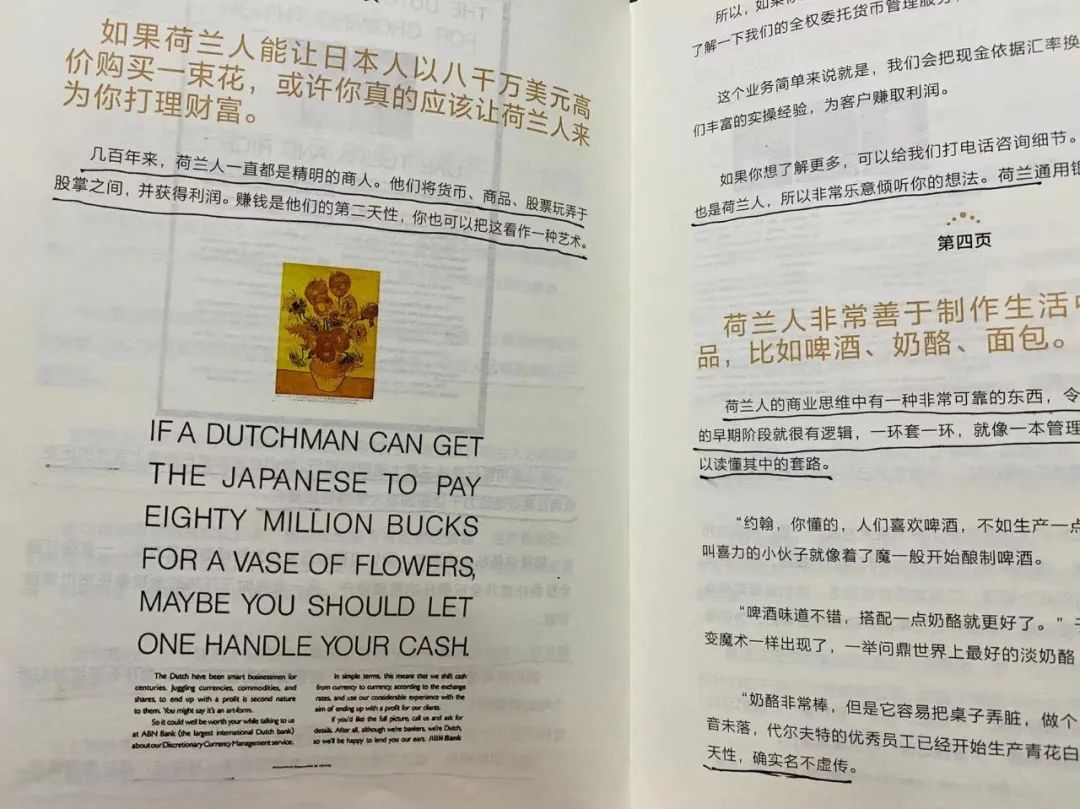 如果荷兰人能让日本人以八千万美元高
价购买一束花，或许你真的应该让荷兰人来
为你打理财富。
几百年来，荷兰人一直都是精明的商人。他们将货币、商品、股票玩弄于
股掌之间，并获得利润。赚钱是他们的第二天性，你也可以把这看作一种艺术。
IF A DUTCHMAN CAN GET
THE JAPANESE TO PAY
EIGHTY MILLION BUCKS
FOR A VASE OF FLOWERS,
MAYBE YOU SHOULD LET
ONE HANDLE YOUR CASH.
The Dutch have been smart businessmen for
centuries. Juggling currencies, commodities, and
shares, to end up with a profit is second nature
to them. You might say it's an art-form.
So it could well be worth your while talking to us
at ABN Bank (the largest international Dutch bank)
about our Discretionary Currency Management service.
In simple terms, this means that we shift cash
from currency to currency, according to the exchange
rates, and use our considerable experience with the
aim of ending up with a profit for our clients.
If you'd like the full picture, call us and ask for
details. After all, although we're bankers, we're Dutch,
so we'll be happy to lend you our ears. ABN Bank
所以，如果你
了解一下我们的全权委托货币管理服务
这个业务简单来说就是，我们会把现金依据汇率换
们丰富的实操经验，为客户赚取利润。
如果你想了解更多，可以给我们打电话咨询细节。
也是荷兰人，所以非常乐意倾听你的想法。荷兰通用银
第四页
荷兰人非常善于制作生活中
品，比如啤酒、奶酪、面包。
荷兰人的商业思维中有一种非常可靠的东西，令
的早期阶段就很有逻辑，一环套一环，就像一本管理
以读懂其中的套路。
“约翰，你懂的，人们喜欢啤酒，不如生产一点
叫喜力的小伙子就像着了魔一般开始酿制啤酒。
“啤酒味道不错，搭配一点奶酪就更好了。”
变魔术一样出现了，一举问鼎世界上最好的淡奶酪
“奶酪非常棒，但是它容易把桌子弄脏，做个
音未落，代尔夫特的优秀员工已经开始生产青花白
天性，确实名不虚传。